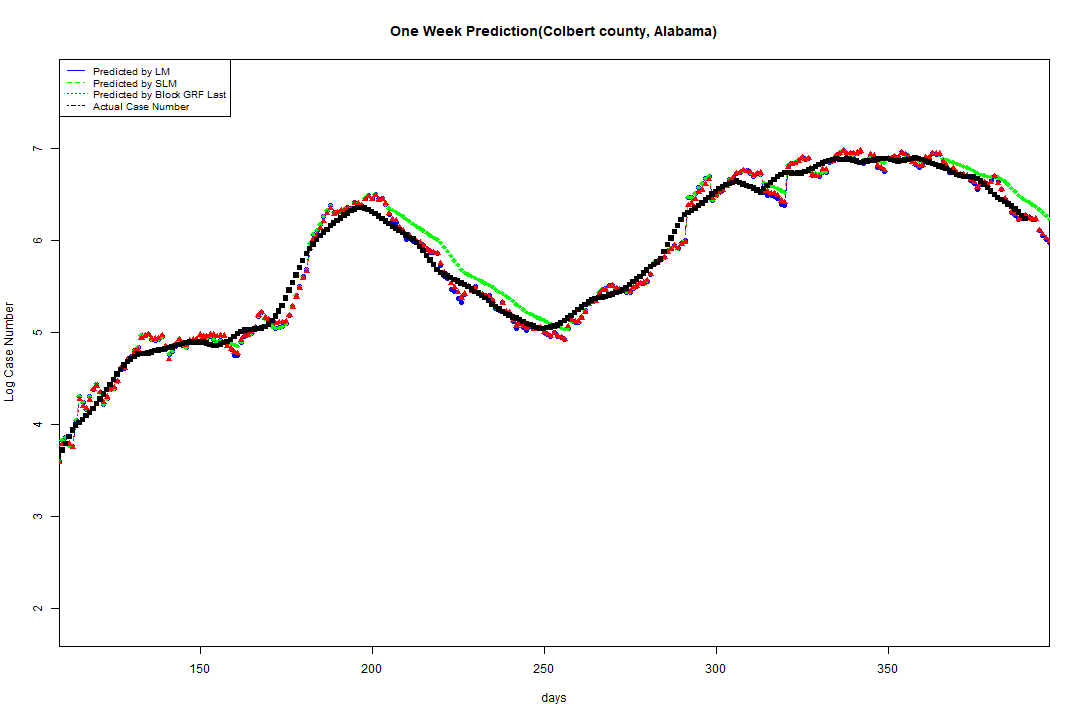 One Week Prediction(Colbert county, Alabama)
Predicted by LM
Predicted by SLM
Predicted by Block GRF Last
Actual Case Number
7
6
5
4
3
2
Log Case Number
150 200 250 300 350
days